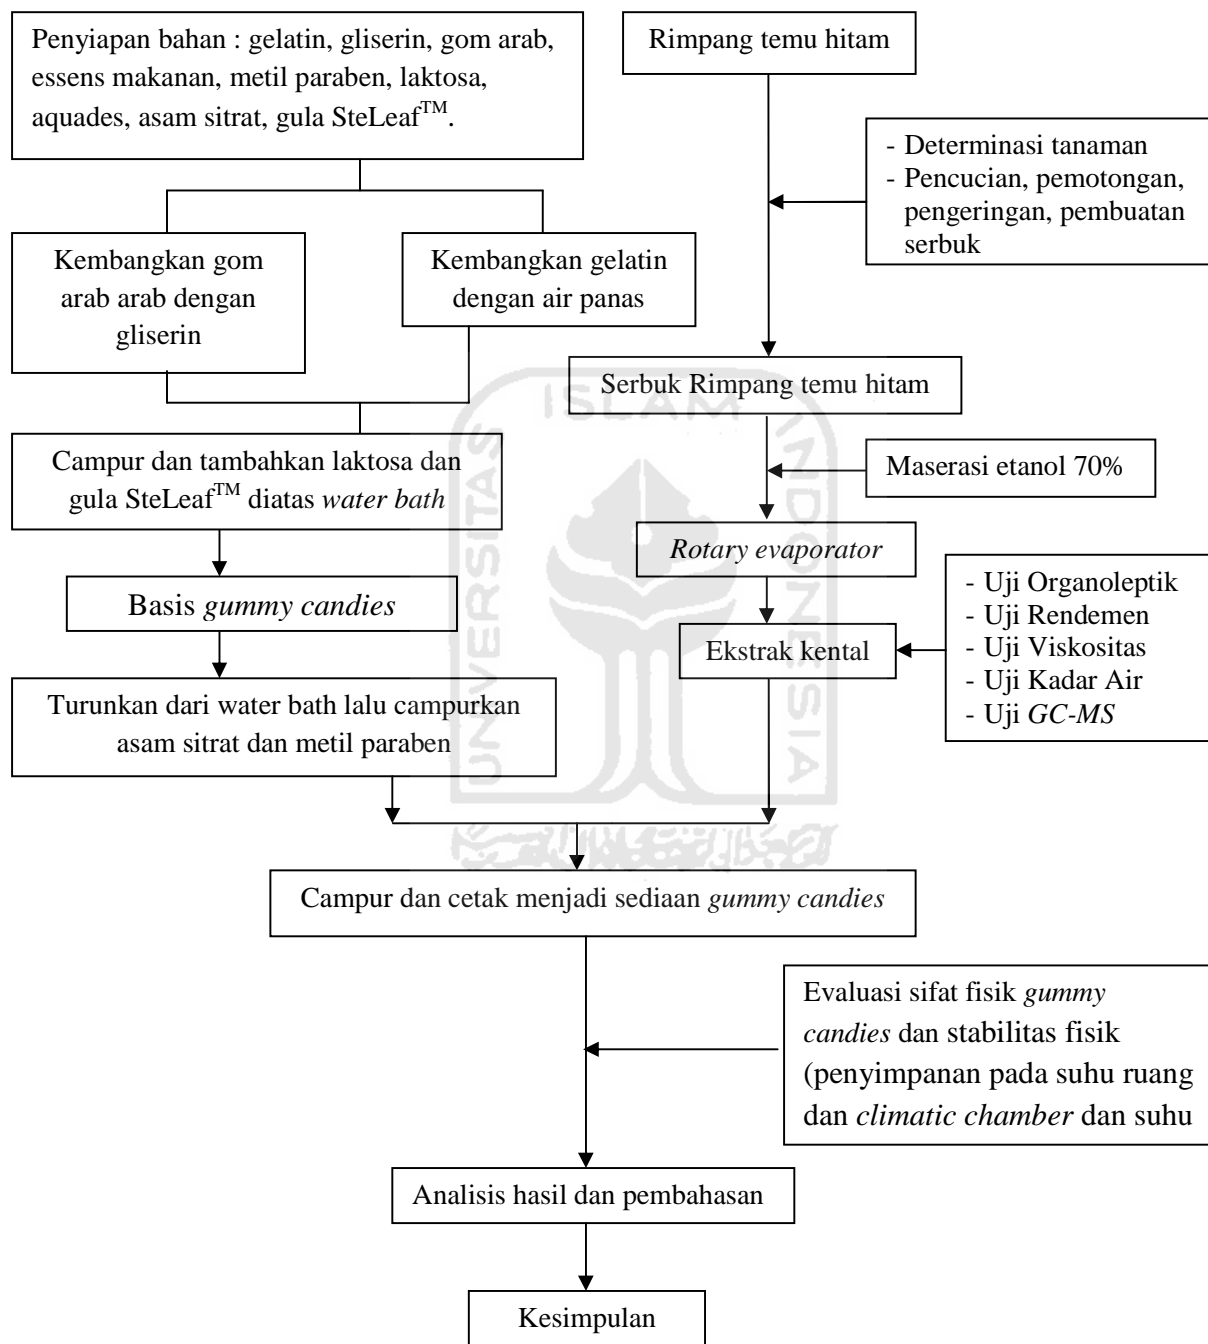 Penyiapan bahan : gelatin, gliserin, gom arab,
essens makanan, metil paraben, laktosa,
aquades, asam sitrat, gula SteLeaf™.
Rimpang temu hitam
- Determinasi tanaman
- Pencucian, pemotongan,
pengeringan, pembuatan
serbuk
Kembangkan gom
arab arab dengan
gliserin
Kembangkan gelatin
dengan air panas
Serbuk Rimpang temu hitam
Campur dan tambahkan laktosa dan
gula SteLeaf™ diatas water bath
Maserasi etanol 70%
Rotary evaporator
Basis gummy candies
- Uji Organoleptik
- Uji Rendemen
- Uji Viskositas
- Uji Kadar Air
- Uji GC-MS
Ekstrak kental
Turunkan dari water bath lalu campurkan
asam sitrat dan metil paraben
Campur dan cetak menjadi sediaan gummy candies
Evaluasi sifat fisik gummy
candies dan stabilitas fisik
(penyimpanan pada suhu ruang
dan climatic chamber dan suhu
Analisis hasil dan pembahasan
Kesimpulan
UNIVERSITAS
ISLAM
INDONESIA